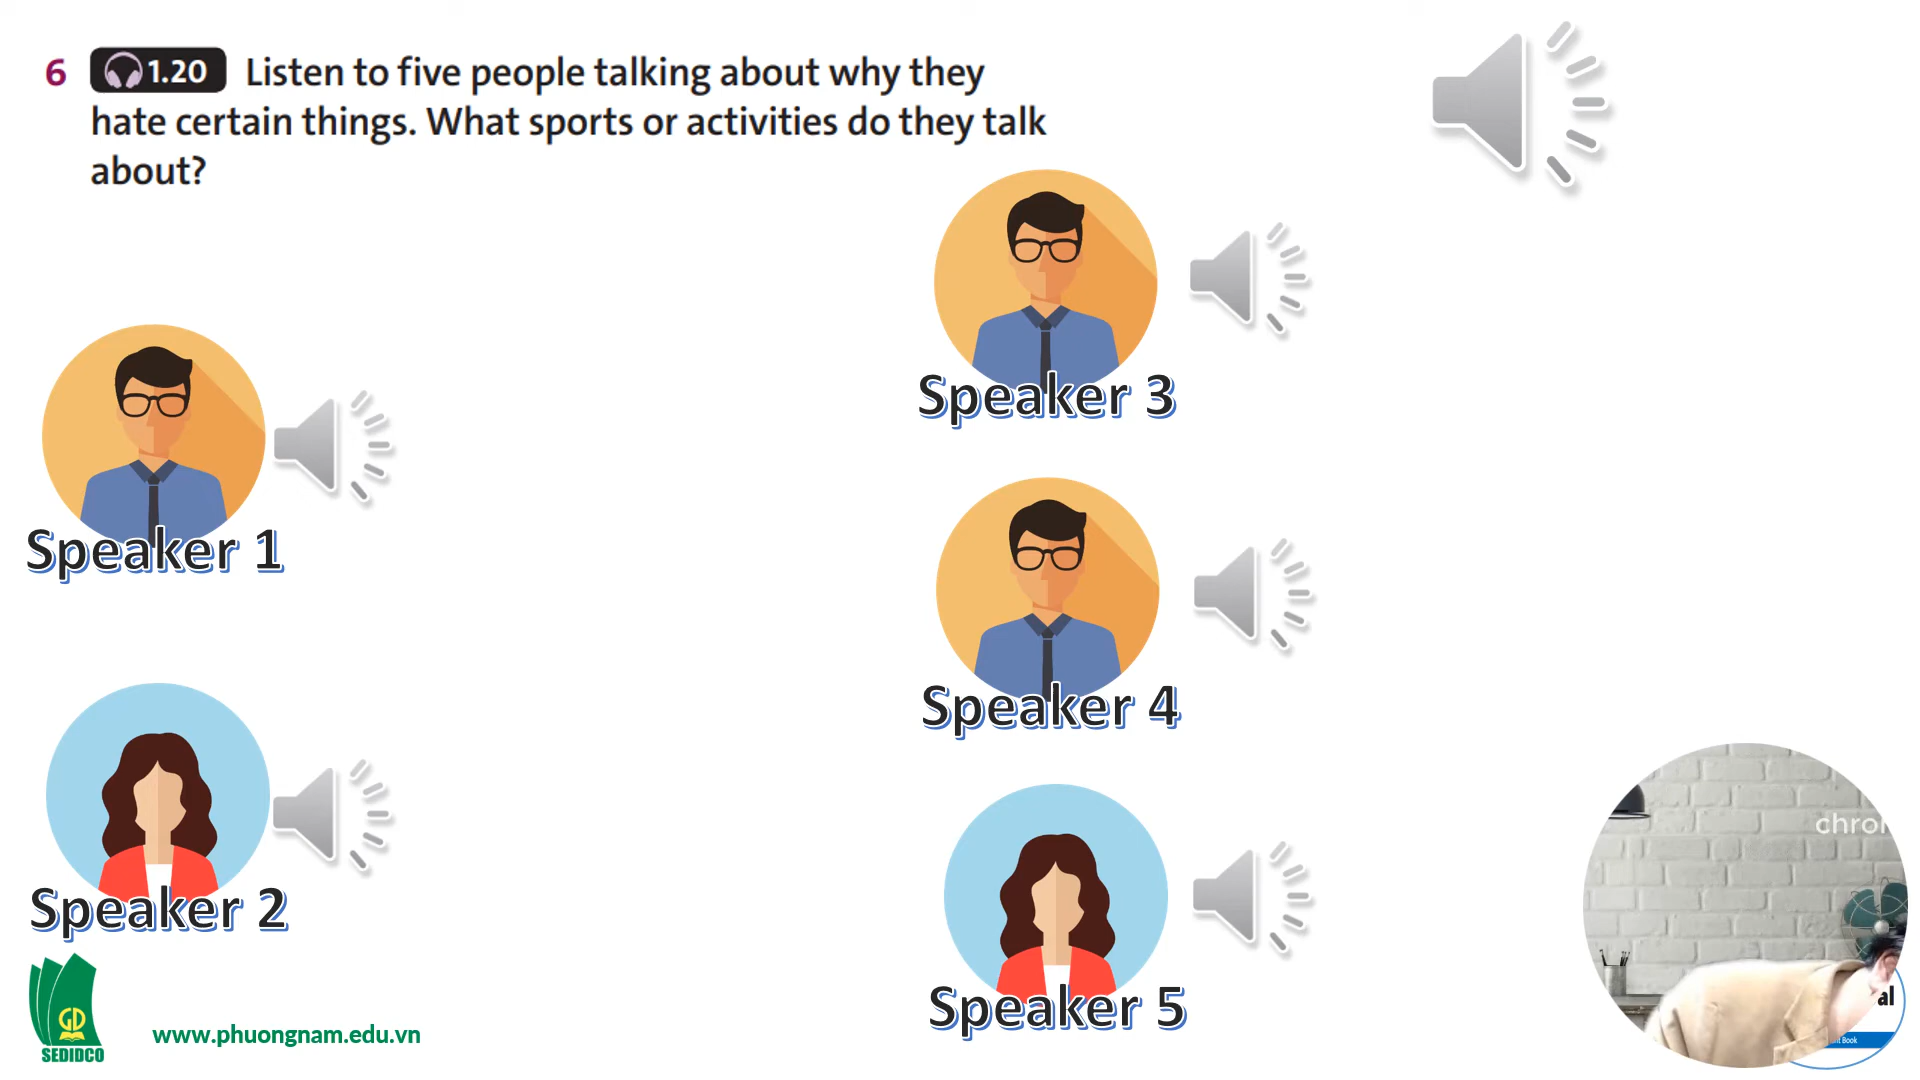 6 1.20 Listen to five people talking about why they
hate certain things. What sports or activities do they talk
about?
Speaker 1
Speaker 2
Speaker 3
Speaker 4
Speaker 5
GD
SEDIDCO
www.phuongnam.edu.vn
al
Book